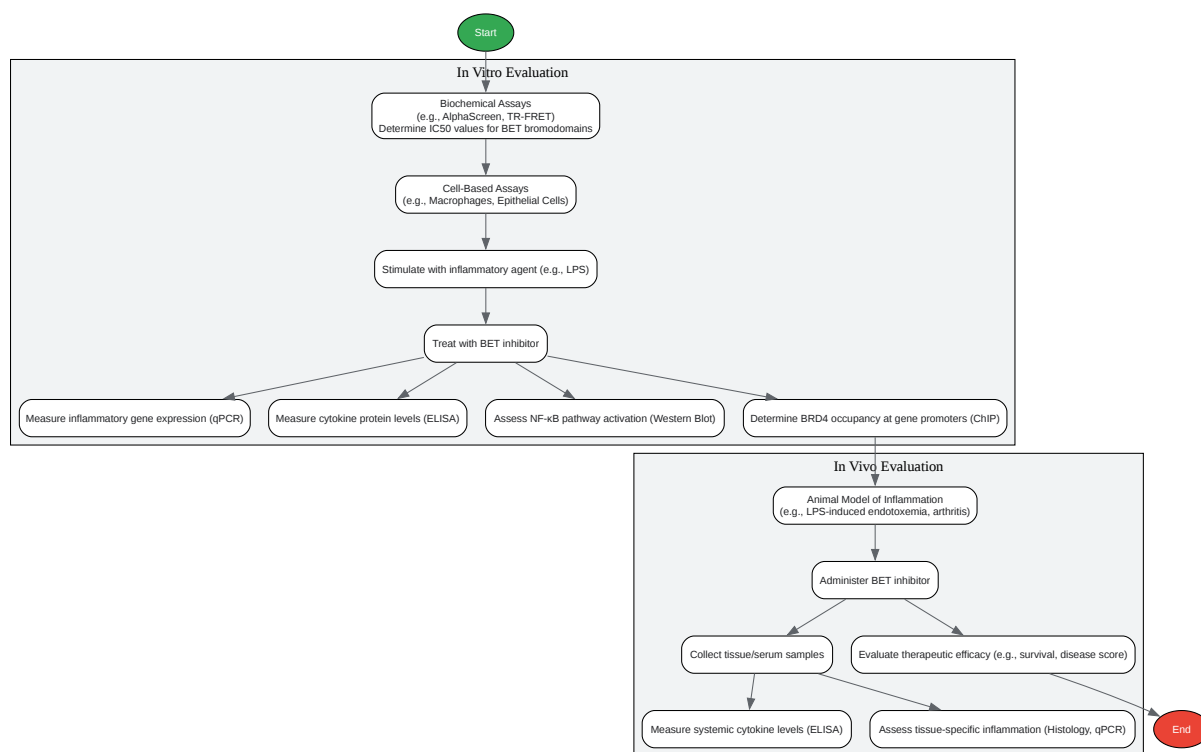 Start
In Vitro Evaluation
Biochemical Assays
(e.g., AlphaScreen, TR-FRET)
Determine IC50 values for BET bromodomains
Cell-Based Assays
(e.g., Macrophages, Epithelial Cells)
Stimulate with inflammatory agent (e.g., LPS)
Treat with BET inhibitor
Measure inflammatory gene expression (qPCR)
Measure cytokine protein levels (ELISA)
Assess NF-κB pathway activation (Western Blot)
Determine BRD4 occupancy at gene promoters (ChIP)
In Vivo Evaluation
Animal Model of Inflammation
(e.g., LPS-induced endotoxemia, arthritis)
Administer BET inhibitor
Collect tissue/serum samples
Evaluate therapeutic efficacy (e.g., survival, disease score)
Measure systemic cytokine levels (ELISA)
Assess tissue-specific inflammation (Histology, qPCR)
End